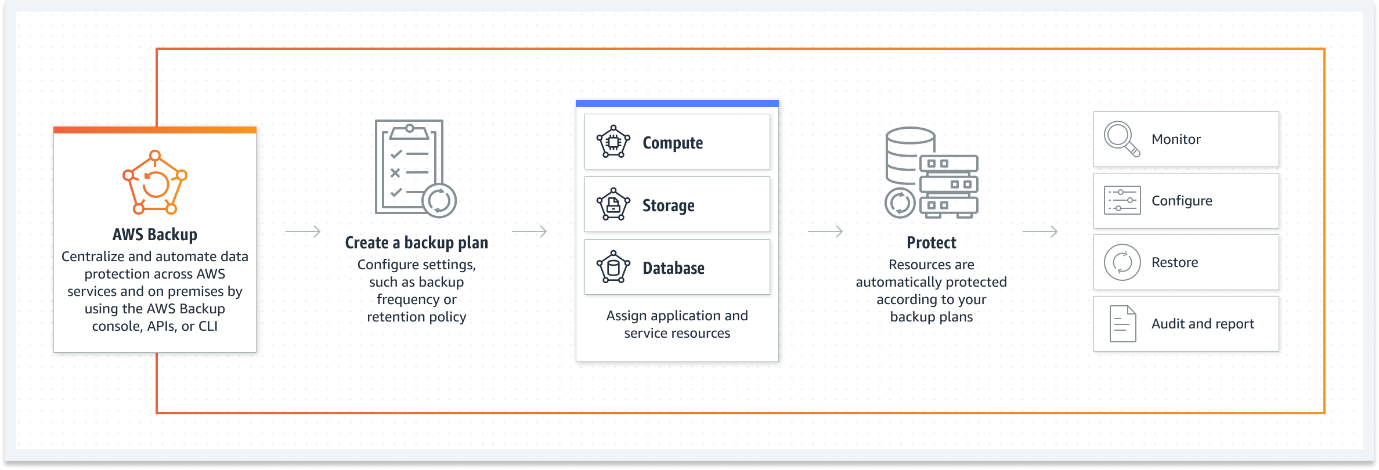 AWS Backup
Centralize and automate data
protection across AWS
services and on premises by
using the AWS Backup
console, APIs, or CLI
Create a backup plan
Configure settings,
such as backup
frequency or
retention policy
Compute
Storage
Database
Assign application and
service resources
Protect
Resources are
automatically protected
according to your
backup plans
Monitor
Configure
Restore
Audit and report